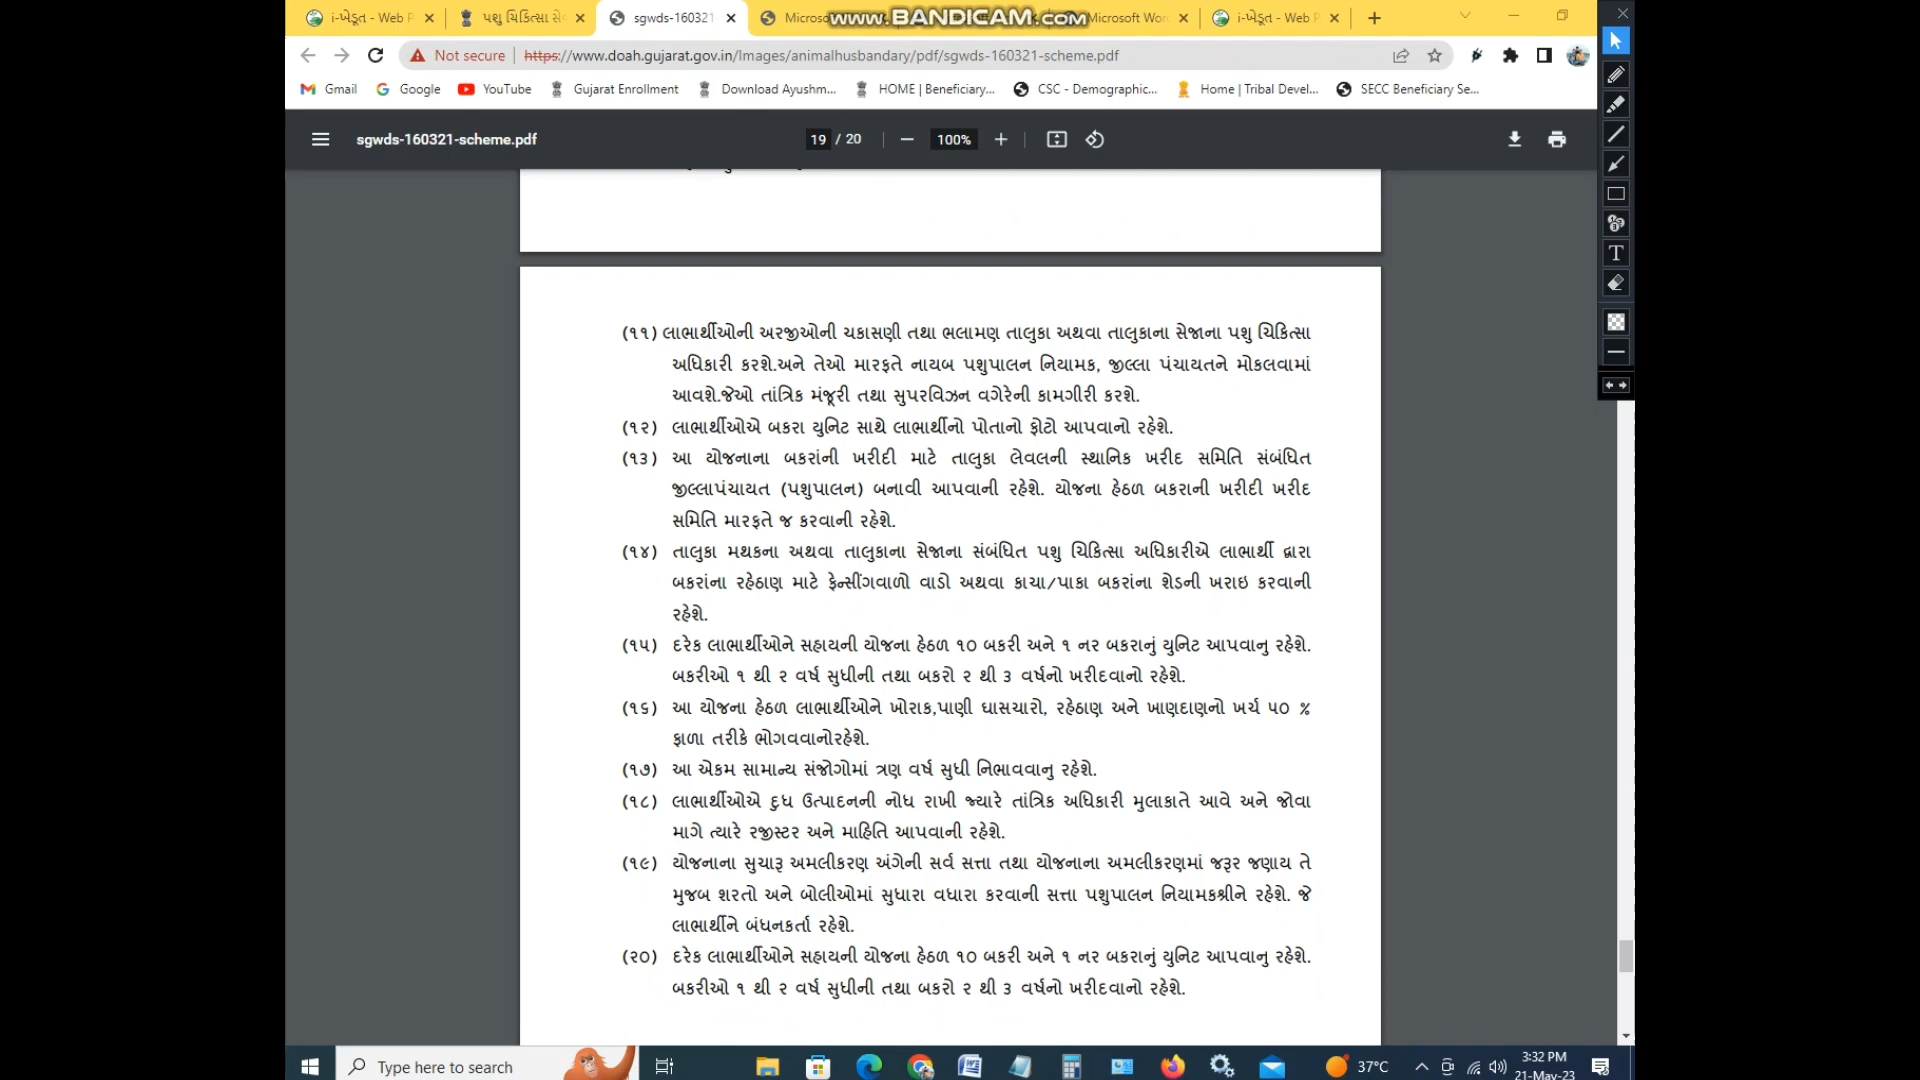 i-ખેડૂત - Web P
પશુ ચિકિત્સા સે
sgwds-160321
Microso
www.BANDICAM.com
Microsoft Wor
i-ખેડૂત - Web P
Not secure
https://www.doah.gujarat.gov.in/Images/animalhusbandary/pdf/sgwds-160321-scheme.pdf
Gmail
Google
YouTube
Gujarat Enrollment
Download Ayushm...
HOME | Beneficiary...
CSC - Demographic...
Home | Tribal Devel...
SECC Beneficiary Se...
sgwds-160321-scheme.pdf
19 / 20
100%
(૧૧) લાભાર્થીઓની અરજીઓની ચકાસણી તથા ભલામણ તાલુકા અથવા તાલુકાના સેજાના પશુ ચિકિત્સા
અધિકારી કરશે.અને તેઓ મારફતે નાયબ પશુપાલન નિયામક, જીલ્લા પંચાયતને મોકલવામાં
આવશે.જેઓ તાંત્રિક મંજૂરી તથા સુપરવિઝન વગેરેની કામગીરી કરશે.
(૧૨) લાભાર્થીઓએ બકરા યુનિટ સાથે લાભાર્થીનો પોતાનો ફોટો આપવાનો રહેશે.
(૧૩) આ યોજનાના બકરાંની ખરીદી માટે તાલુકા લેવલની સ્થાનિક ખરીદ સમિતિ સંબંધિત
જીલ્લાપંચાયત (પશુપાલન) બનાવી આપવાની રહેશે. યોજના હેઠળ બકરાની ખરીદી ખરીદ
સમિતિ મારફતે જ કરવાની રહેશે.
(૧૪) તાલુકા મથકના અથવા તાલુકાના સેજાના સંબંધિત પશુ ચિકિત્સા અધિકારીએ લાભાર્થી દ્વારા
બકરાંના રહેઠાણ માટે ફેન્સીંગવાળો વાડો અથવા કાચા/પાકા બકરાંના શેડની ખરાઇ કરવાની
રહેશે.
(૧૫) દરેક લાભાર્થીઓને સહાયની યોજના હેઠળ ૧૦ બકરી અને ૧ નર બકરાનું યુનિટ આપવાનુ રહેશે.
બકરીઓ ૧ થી ૨ વર્ષ સુધીની તથા બકરો ૨ થી ૩ વર્ષનો ખરીદવાનો રહેશે.
(૧૬) આ યોજના હેઠળ લાભાર્થીઓને ખોરાક,પાણી ઘાસચારો, રહેઠાણ અને ખાણદાણનો ખર્ચ ૫૦ %
ફાળા તરીકે ભોગવવાનોરહેશે.
(૧૭) આ એકમ સામાન્ય સંજોગોમાં ત્રણ વર્ષ સુધી નિભાવવાનુ રહેશે.
(૧૮) લાભાર્થીઓએ દુધ ઉત્પાદનની નોધ રાખી જ્યારે તાંત્રિક અધિકારી મુલાકાતે આવે અને જોવા
માગે ત્યારે રજીસ્ટર અને માહિતિ આપવાની રહેશે.
(૧૯) યોજનાના સુચારૂ અમલીકરણ અંગેની સર્વ સત્તા તથા યોજનાના અમલીકરણમાં જરૂર જણાય તે
મુજબ શરતો અને બોલીઓમાં સુધારા વધારા કરવાની સત્તા પશુપાલન નિયામકશ્રીને રહેશે. જે
લાભાર્થીને બંધનકર્તા રહેશે.
(૨૦) દરેક લાભાર્થીઓને સહાયની યોજના હેઠળ ૧૦ બકરી અને ૧ નર બકરાનું યુનિટ આપવાનુ રહેશે.
બકરીઓ ૧ થી ૨ વર્ષ સુધીની તથા બકરો ૨ થી ૩ વર્ષનો ખરીદવાનો રહેશે.
Type here to search
37°C
3:32 PM
21-May-23